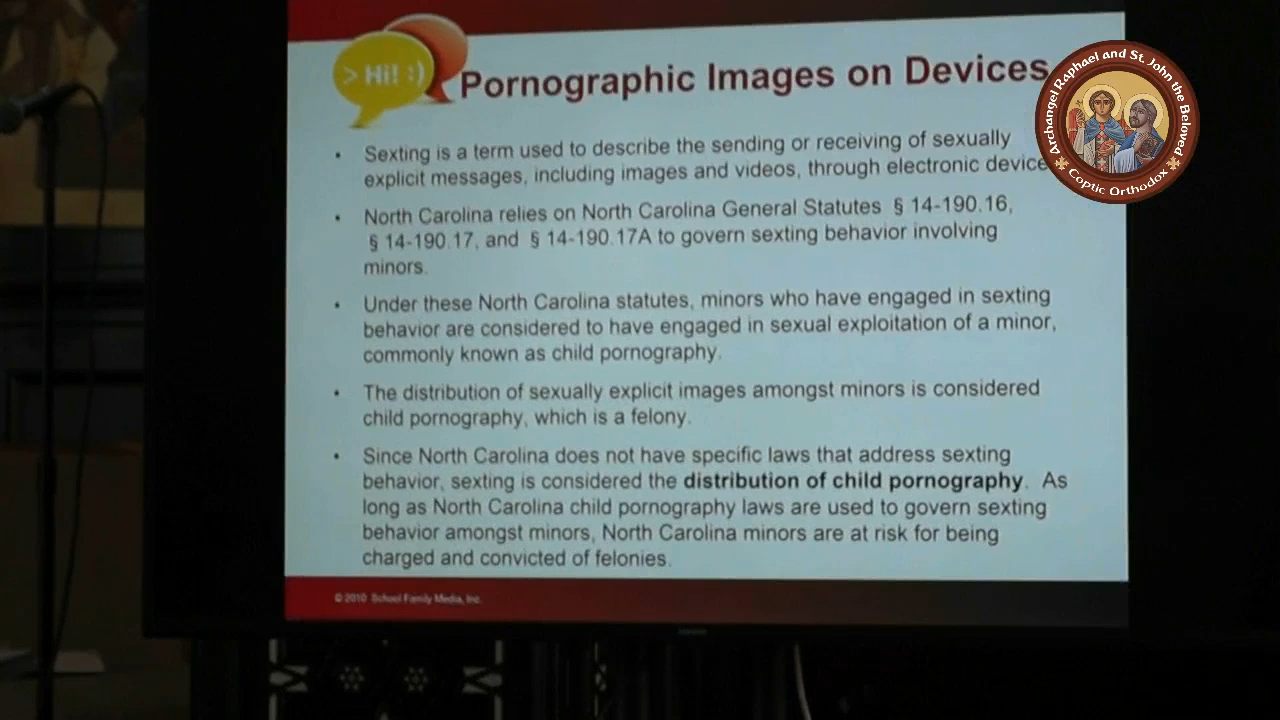 > Hi! :)
Pornographic Images on Devices
Archangel Raphael and St. John the Beloved
Coptic Orthodox
• Sexting is a term used to describe the sending or receiving of sexually
explicit messages, including images and videos, through electronic device
• North Carolina relies on North Carolina General Statutes § 14-190.16,
§ 14-190.17, and § 14-190.17A to govern sexting behavior involving
minors.
• Under these North Carolina statutes, minors who have engaged in sexting
behavior are considered to have engaged in sexual exploitation of a minor,
commonly known as child pornography.
• The distribution of sexually explicit images amongst minors is considered
child pornography, which is a felony.
• Since North Carolina does not have specific laws that address sexting
behavior, sexting is considered the distribution of child pornography. As
long as North Carolina child pornography laws are used to govern sexting
behavior amongst minors, North Carolina minors are at risk for being
charged and convicted of felonies.
© 2010 School Family Media, Inc.